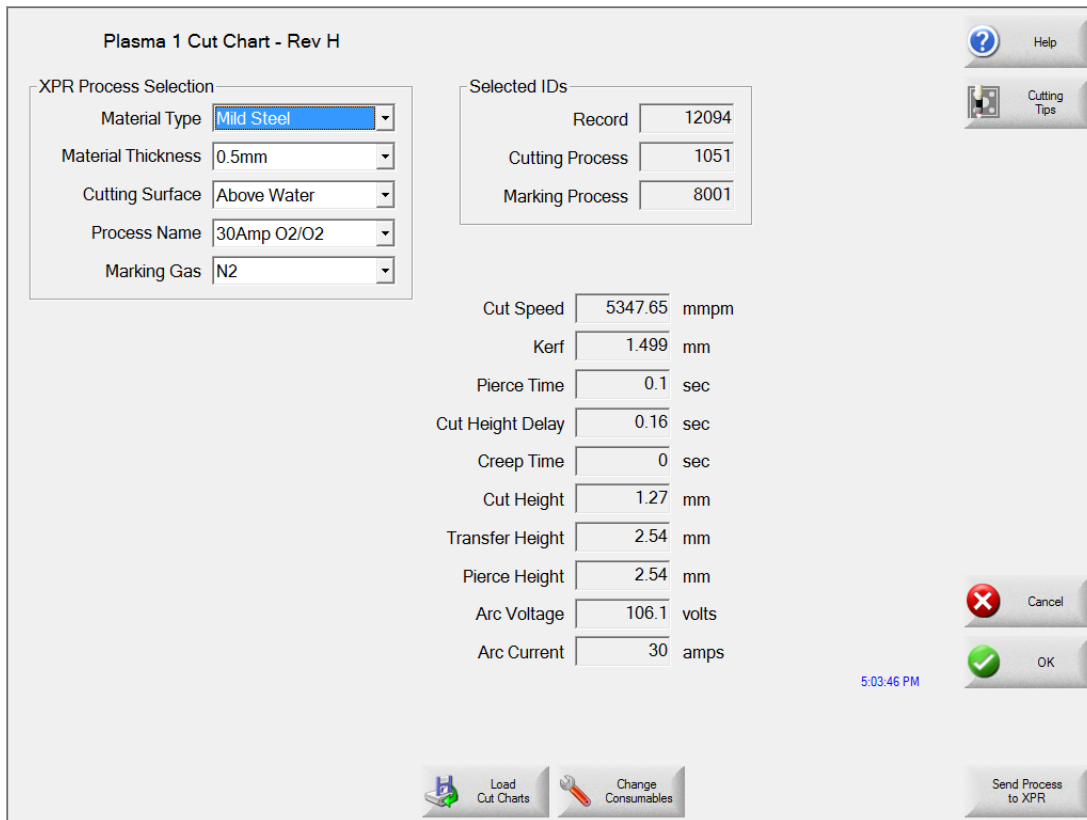 Plasma 1 Cut Chart - Rev H
XPR Process Selection
Material Type Mild Steel
Material Thickness 0.5mm
Cutting Surface Above Water
Process Name 30Amp O2/O2
Marking Gas N2
Selected IDs
Record 12094
Cutting Process 1051
Marking Process 8001
Cut Speed 5347.65 mmpm
Kerf 1.499 mm
Pierce Time 0.1 sec
Cut Height Delay 0.16 sec
Creep Time 0 sec
Cut Height 1.27 mm
Transfer Height 2.54 mm
Pierce Height 2.54 mm
Arc Voltage 106.1 volts
Arc Current 30 amps
Help
Cutting
Tips
Cancel
OK
5:03:46 PM
Load
Cut Charts
Change
Consumables
Send Process
to XPR